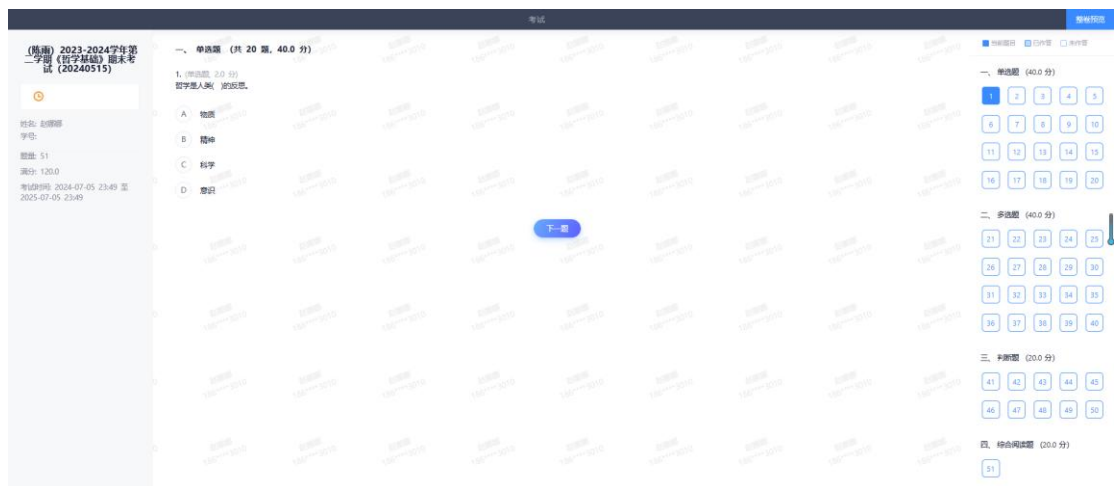 考试
整卷预览
(陈雨) 2023-2024学年第
二学期《哲学基础》期末考
试 (20240515)
姓名: 赵娜娜
学号:
题量: 51
满分: 120.0
考试时间: 2024-07-05 23:49 至
2025-07-05 23:49
一、 单选题 (共 20 题, 40.0 分)
1. (单选题, 2.0 分)
哲学是人类( )的反思。
A 物质
B 精神
C 科学
D 意识
下一题
当前题目 已作答 未作答
一、 单选题 (40.0 分)
1 2 3 4 5
6 7 8 9 10
11 12 13 14 15
16 17 18 19 20
二、 多选题 (40.0 分)
21 22 23 24 25
26 27 28 29 30
31 32 33 34 35
36 37 38 39 40
三、 判断题 (20.0 分)
41 42 43 44 45
46 47 48 49 50
四、 综合阅读题 (20.0 分)
51